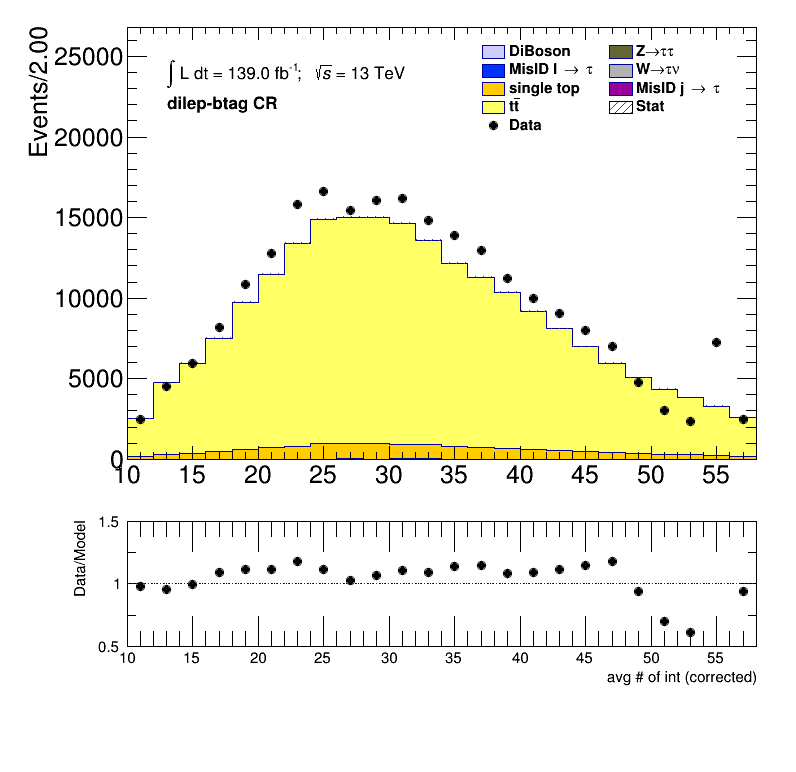 Events/2.00
25000
20000
15000
10000
5000
0
∫ L dt = 139.0 fb⁻¹; √s = 13 TeV
dilep-btag CR
DiBoson
MisID l → τ
single top
tt̄
Data
Z→ττ
W→τν
MisID j → τ
Stat
10 15 20 25 30 35 40 45 50 55
Data/Model
1.5
1
0.5
10 15 20 25 30 35 40 45 50 55
avg # of int (corrected)